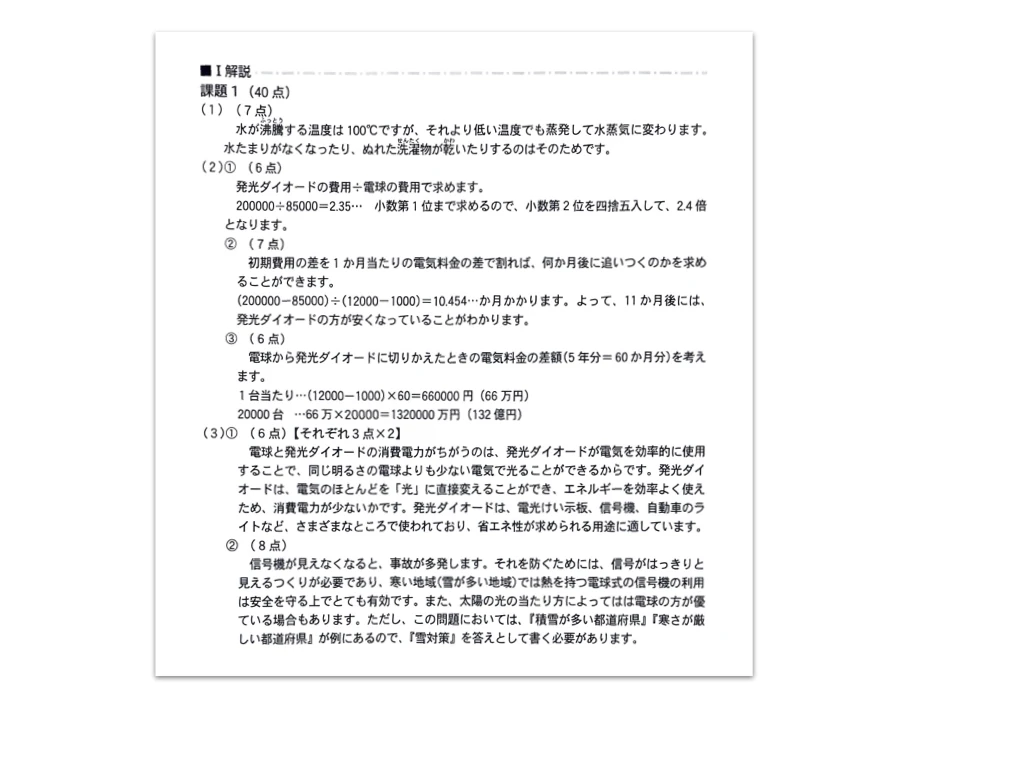 ■Ⅰ解説
課題1（40点）
（1）（7点）
水が沸騰する温度は100℃ですが、それより低い温度でも蒸発して水蒸気に変わります。
水たまりがなくなったり、ぬれた洗濯物が乾いたりするのはそのためです。
（2）①（6点）
発光ダイオードの費用÷電球の費用で求めます。
200000÷85000＝2.35… 小数第1位まで求めるので、小数第2位を四捨五入して、2.4倍
となります。
②（7点）
初期費用の差を1か月当たりの電気料金の差で割れば、何か月後に追いつくのかを求め
ることができます。
(200000－85000)÷(12000－1000)＝10.454…か月かかります。よって、11か月後には、
発光ダイオードの方が安くなっていることがわかります。
③（6点）
電球から発光ダイオードに切りかえたときの電気料金の差額(5年分＝60か月分)を考え
ます。
1台当たり…(12000－1000)×60＝660000円（66万円）
20000台 …66万×20000＝1320000万円（132億円）
（3）①（6点）【それぞれ3点×2】
電球と発光ダイオードの消費電力がちがうのは、発光ダイオードが電気を効率的に使用
することで、同じ明るさの電球よりも少ない電気で光ることができるからです。発光ダイ
オードは、電気のほとんどを「光」に直接変えることができ、エネルギーを効率よく使え
ため、消費電力が少ないかです。発光ダイオードは、電光けい示板、信号機、自動車のラ
イトなど、さまざまなところで使われており、省エネ性が求められる用途に適しています。
②（8点）
信号機が見えなくなると、事故が多発します。それを防ぐためには、信号がはっきりと
見えるつくりが必要であり、寒い地域(雪が多い地域)では熱を持つ電球式の信号機の利用
は安全を守る上でとても有効です。また、太陽の光の当たり方によってはは電球の方が優
ている場合もあります。ただし、この問題においては、『積雪が多い都道府県』『寒さが厳
しい都道府県』が例にあるので、『雪対策』を答えとして書く必要があります。